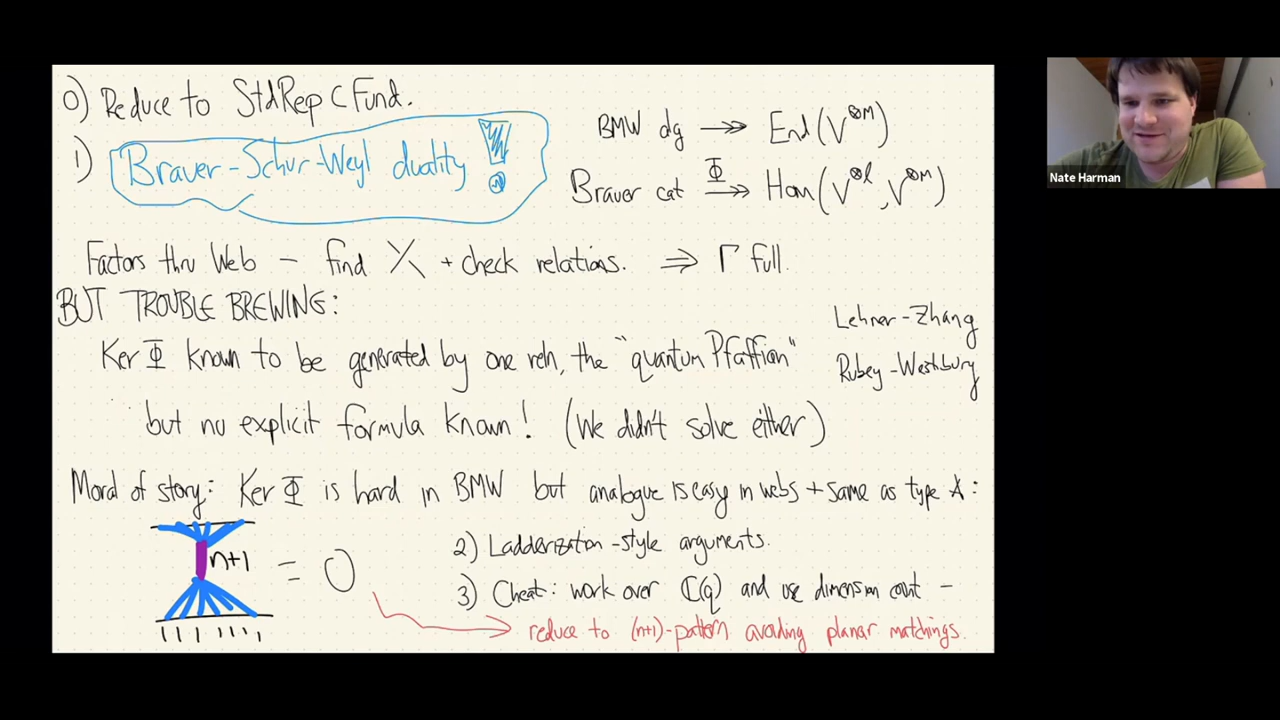 0) Reduce to StdRep ⊂ Fund.
1) Brauer-Schur-Weyl duality!
BMW alg ↠ End(V^{⊗m})
Brauer cat Φ ↠ Hom(V^{⊗l}, V^{⊗m})
Factors thru Web - find X + check relations. ⇒ Γ full.
BUT TROUBLE BREWING:
Ker Φ known to be generated by one reln, the "quantum Pfaffian"
Lehrer-Zhang
Rubey-Westbury
but no explicit formula known! (We didn't solve either)
Moral of story: Ker Φ is hard in BMW but analogue is easy in webs + same as type A:
n+1 = 0
2) Ladderization-style arguments.
3) Cheat: work over ℂ(q) and use dimension count -
reduce to (n+1)-pattern avoiding planar matchings.
Nate Harman